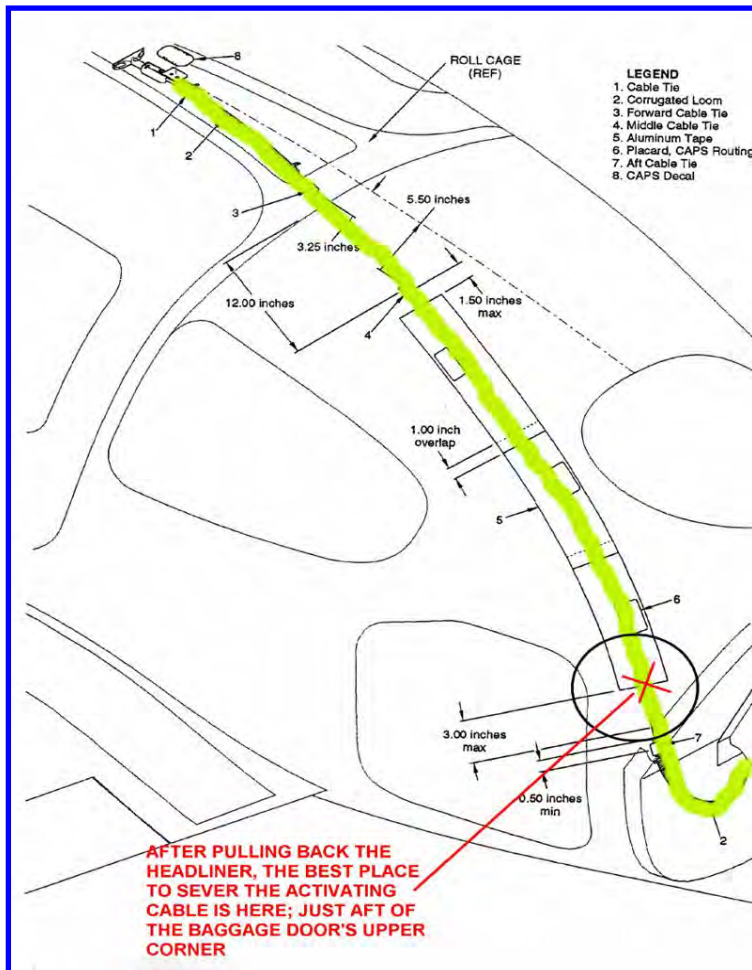 8
ROLL CAGE
(REF)
LEGEND
1. Cable Tie
2. Corrugated Loom
3. Forward Cable Tie
4. Middle Cable Tie
5. Aluminum Tape
6. Placard, CAPS Routing
7. Aft Cable Tie
8. CAPS Decal
1
2
3
5.50 inches
3.25 inches
12.00 inches
1.50 inches
max
4
1.00 inch
overlap
5
6
3.00 inches
max
7
0.50 inches
min
2
AFTER PULLING BACK THE
HEADLINER, THE BEST PLACE
TO SEVER THE ACTIVATING
CABLE IS HERE; JUST AFT OF
THE BAGGAGE DOOR'S UPPER
CORNER